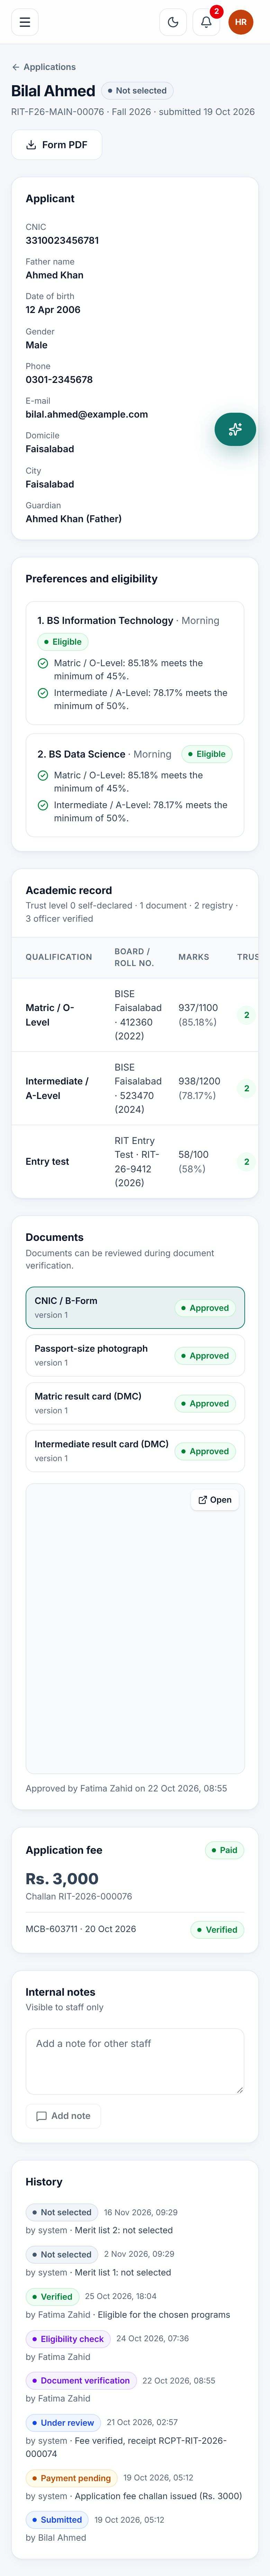 2
HR
Applications
Bilal Ahmed
Not selected
RIT-F26-MAIN-00076 · Fall 2026 · submitted 19 Oct 2026
Form PDF
Applicant
CNIC
3310023456781
Father name
Ahmed Khan
Date of birth
12 Apr 2006
Gender
Male
Phone
0301-2345678
E-mail
bilal.ahmed@example.com
Domicile
Faisalabad
City
Faisalabad
Guardian
Ahmed Khan (Father)
Preferences and eligibility
1. BS Information Technology · Morning
Eligible
Matric / O-Level: 85.18% meets the
minimum of 45%.
Intermediate / A-Level: 78.17% meets the
minimum of 50%.
2. BS Data Science · Morning
Eligible
Matric / O-Level: 85.18% meets the
minimum of 45%.
Intermediate / A-Level: 78.17% meets the
minimum of 50%.
Academic record
Trust level 0 self-declared · 1 document · 2 registry ·
3 officer verified
QUALIFICATION
BOARD /
ROLL NO.
MARKS
TRUS
Matric / O-
Level
BISE
Faisalabad
· 412360
(2022)
937/1100
(85.18%)
2
Intermediate /
A-Level
BISE
Faisalabad
· 523470
(2024)
938/1200
(78.17%)
2
Entry test
RIT Entry
Test · RIT-
26-9412
(2026)
58/100
(58%)
2
Documents
Documents can be reviewed during document
verification.
CNIC / B-Form
version 1
Approved
Passport-size photograph
version 1
Approved
Matric result card (DMC)
version 1
Approved
Intermediate result card (DMC)
version 1
Approved
Open
Approved by Fatima Zahid on 22 Oct 2026, 08:55
Application fee
Paid
Rs. 3,000
Challan RIT-2026-000076
MCB-603711 · 20 Oct 2026
Verified
Internal notes
Visible to staff only
Add a note for other staff
Add note
History
Not selected 16 Nov 2026, 09:29
by system · Merit list 2: not selected
Not selected 2 Nov 2026, 09:29
by system · Merit list 1: not selected
Verified 25 Oct 2026, 18:04
by Fatima Zahid · Eligible for the chosen programs
Eligibility check 24 Oct 2026, 07:36
by Fatima Zahid
Document verification 22 Oct 2026, 08:55
by Fatima Zahid
Under review 21 Oct 2026, 02:57
by system · Fee verified, receipt RCPT-RIT-2026-
000074
Payment pending 19 Oct 2026, 05:12
by system · Application fee challan issued (Rs. 3000)
Submitted 19 Oct 2026, 05:12
by Bilal Ahmed